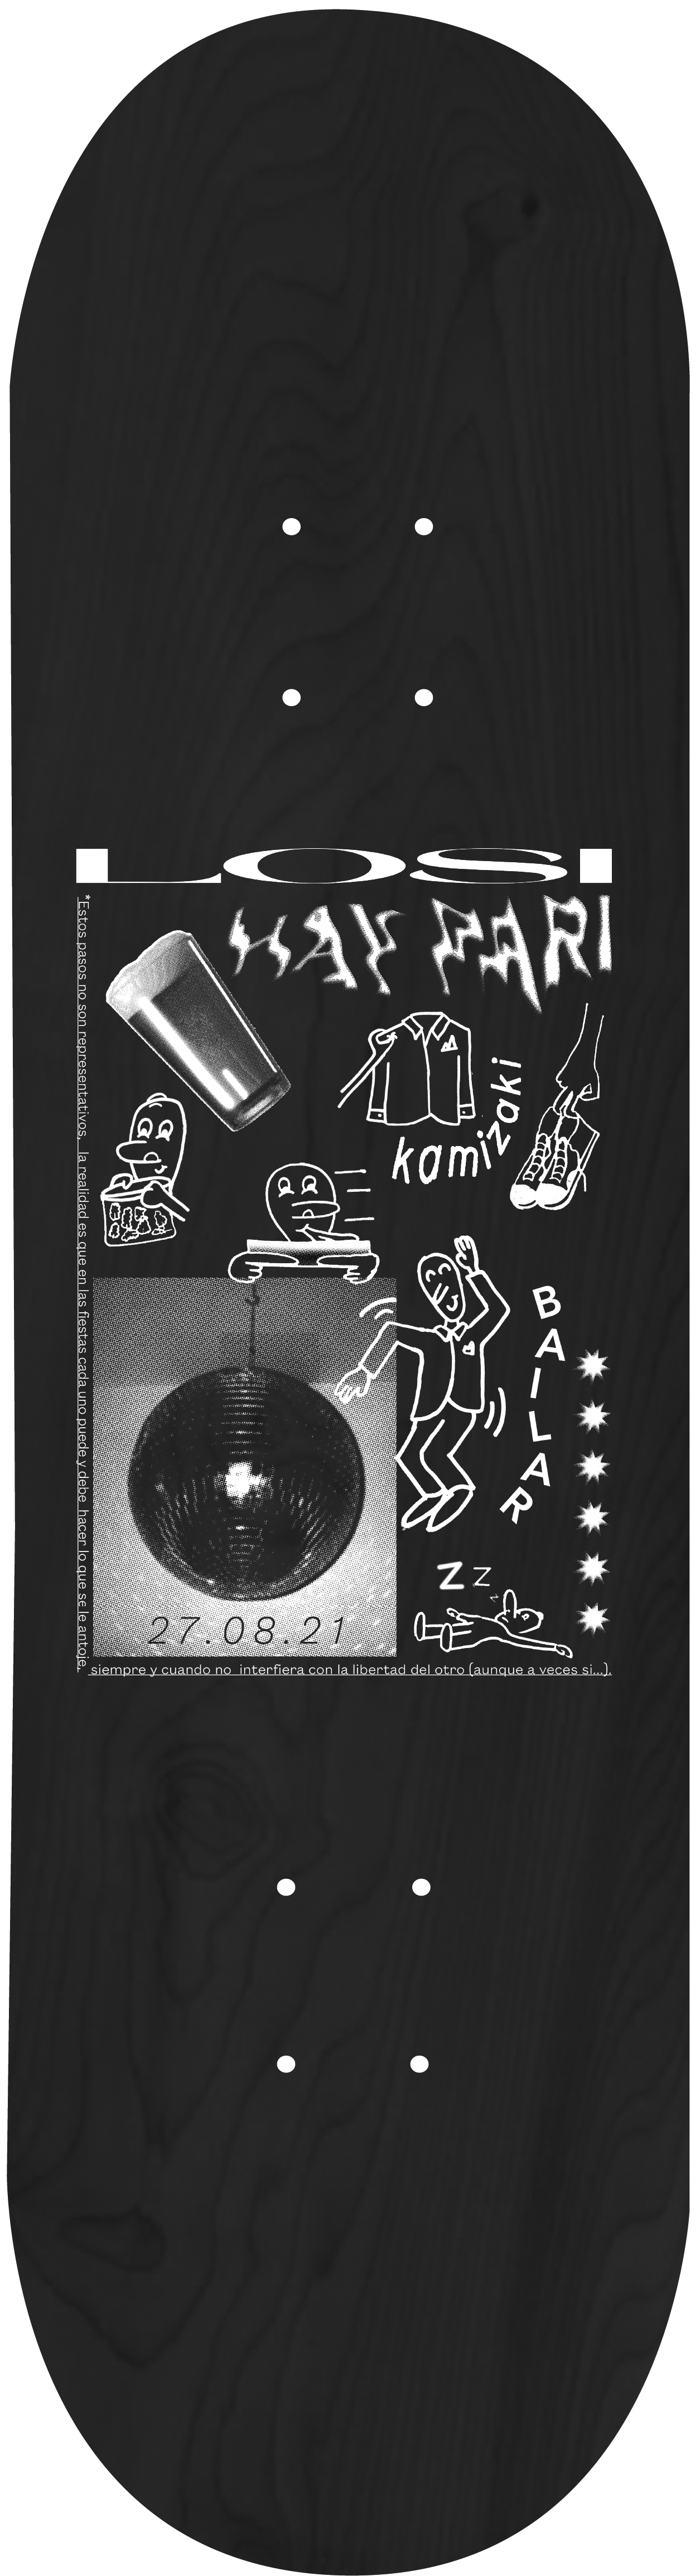 LOS
HAY PARI
*Estos pasos no son representativos, la realidad es que en las fiestas cada uno puede y debe hacer lo que se le antoje,
kamizaki
BAILAR
zzz
27.08.21
siempre y cuando no interfiera con la libertad del otro (aunque a veces si...).